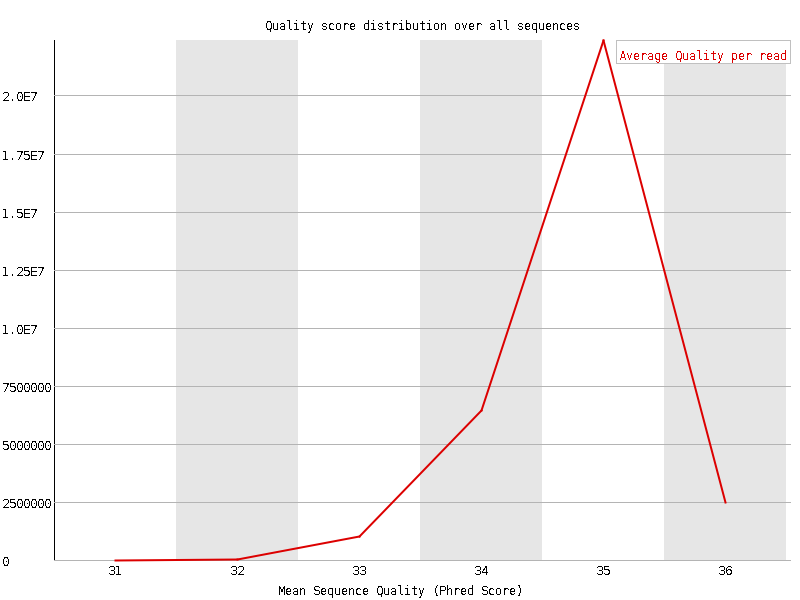 Quality score distribution over all sequences
Average Quality per read
2.0E7
1.75E7
1.5E7
1.25E7
1.0E7
7500000
5000000
2500000
0
31 32 33 34 35 36
Mean Sequence Quality (Phred Score)